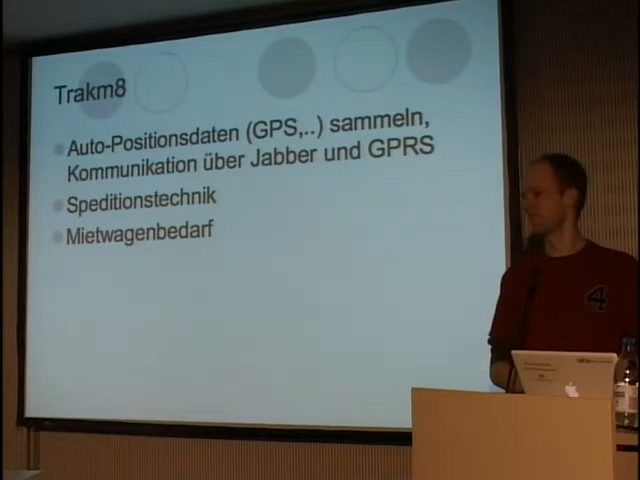 Trakm8
Auto-Positionsdaten (GPS,..) sammeln,
Kommunikation über Jabber und GPRS
Speditionstechnik
Mietwagenbedarf
4